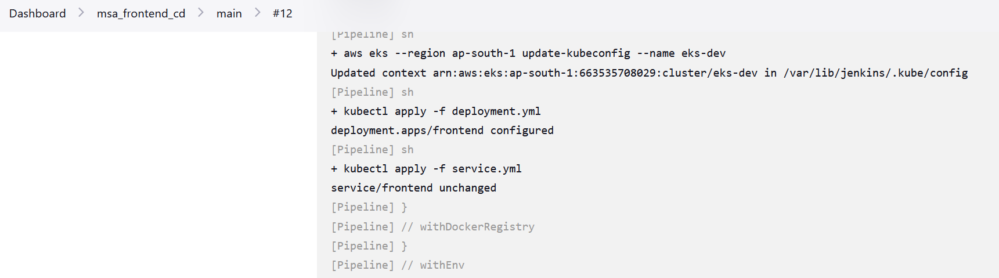 Dashboard > msa_frontend_cd > main > #12
[Pipeline] sh
+ aws eks --region ap-south-1 update-kubeconfig --name eks-dev
Updated context arn:aws:eks:ap-south-1:663535708029:cluster/eks-dev in /var/lib/jenkins/.kube/config
[Pipeline] sh
+ kubectl apply -f deployment.yml
deployment.apps/frontend configured
[Pipeline] sh
+ kubectl apply -f service.yml
service/frontend unchanged
[Pipeline] }
[Pipeline] // withDockerRegistry
[Pipeline] }
[Pipeline] // withEnv